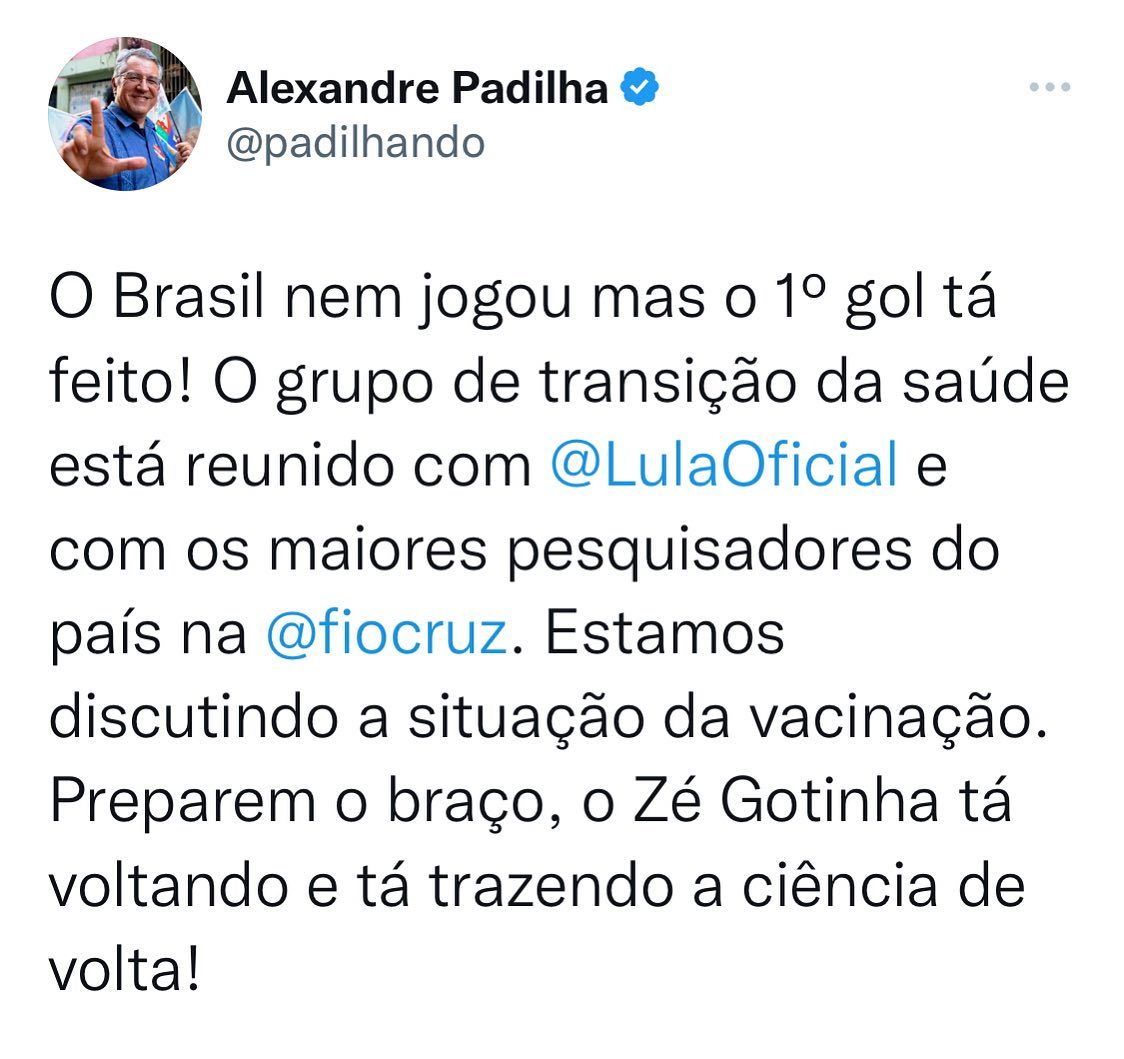 Alexandre Padilha
@padilhando
O Brasil nem jogou mas o 1º gol tá
feito! O grupo de transição da saúde
está reunido com @LulaOficial e
com os maiores pesquisadores do
país na @fiocruz. Estamos
discutindo a situação da vacinação.
Preparem o braço, o Zé Gotinha tá
voltando e tá trazendo a ciência de
volta!